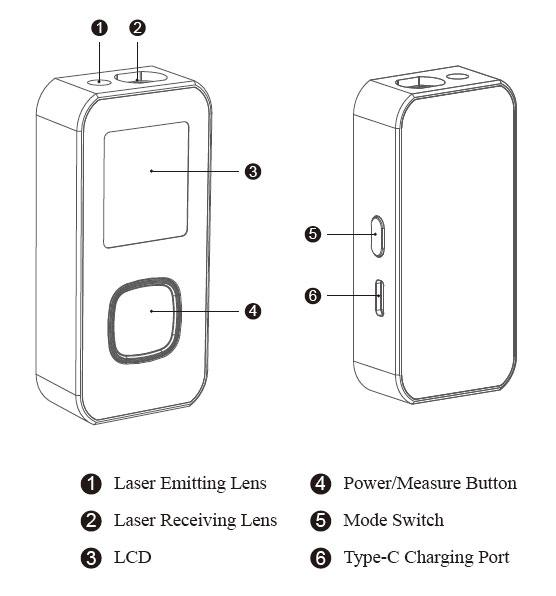 1 2
3
4
5
6
1 Laser Emitting Lens
2 Laser Receiving Lens
3 LCD
4 Power/Measure Button
5 Mode Switch
6 Type-C Charging Port